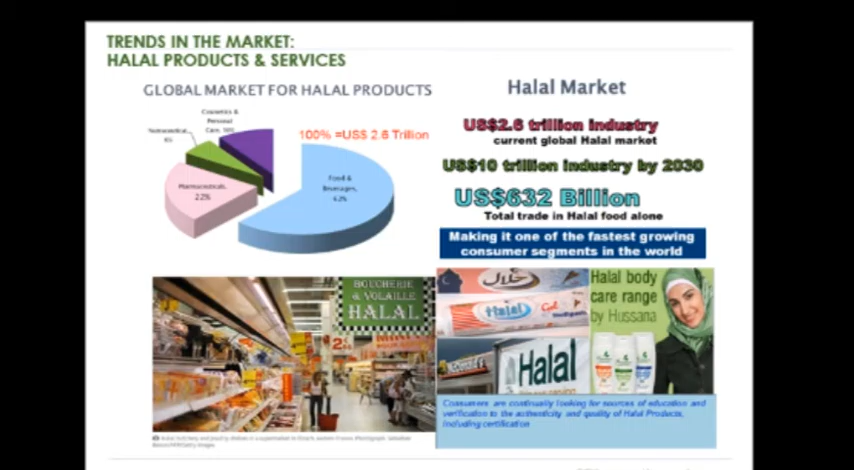 TRENDS IN THE MARKET:
HALAL PRODUCTS & SERVICES
GLOBAL MARKET FOR HALAL PRODUCTS
Cosmetics &
Personal
Care,
100% =US$ 2.6 Trillion
Nutraceutical,
Pharmaceuticals,
22%
Food &
Beverages,
62%
Halal Market
US$2.6 trillion industry
current global Halal market
US$10 trillion industry by 2030
US$632 Billion
Total trade in Halal food alone
Making it one of the fastest growing
consumer segments in the world
BOUCHERIE
& VOLAILLE
HALAL
حلال
Halal
Gel
McDonald's
Halal
Halal body
care range
by Hussana
Consumers are continually looking for sources of education and
verification to the authenticity and quality of Halal Products,
including certification